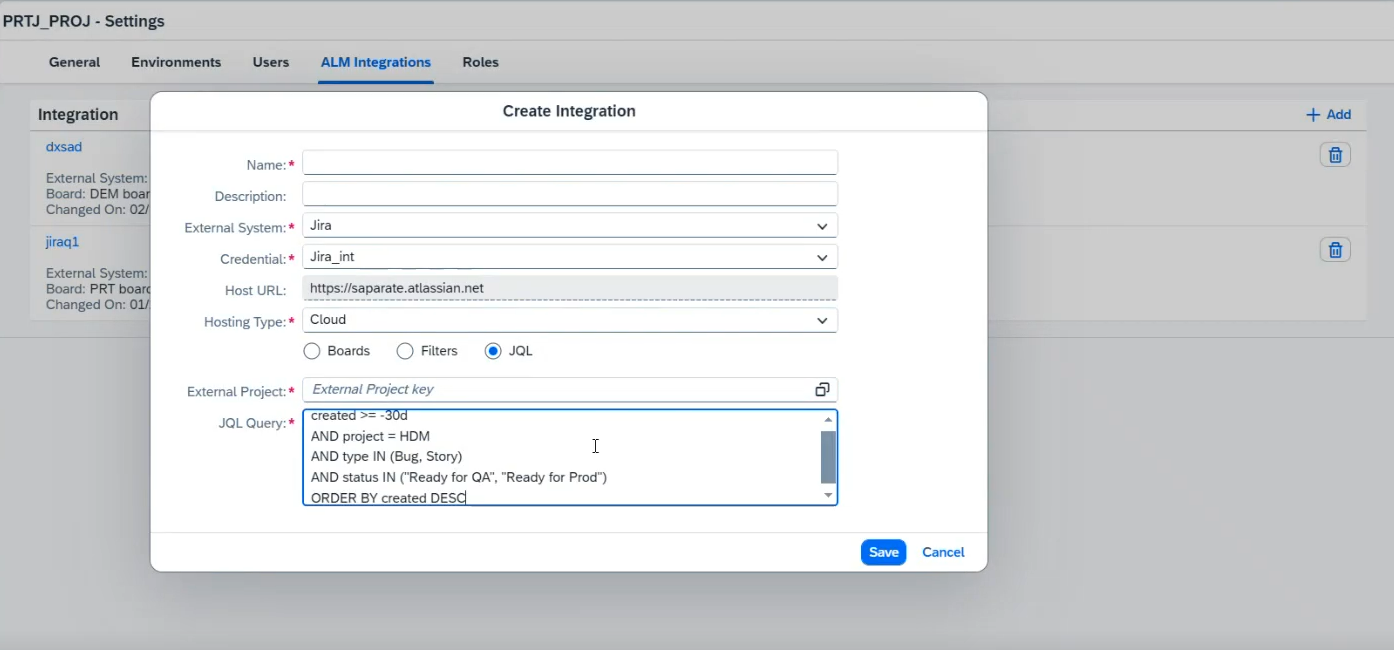 PRTJ_PROJ - Settings
General Environments Users ALM Integrations Roles
Integration
Add
dxsad
External System:
Board: DEM boar
Changed On: 02/
jiraq1
External System:
Board: PRT board
Changed On: 01/
Create Integration
Name:*
Description:
External System:* Jira
Credential:* Jira_int
Host URL: https://saparate.atlassian.net
Hosting Type:* Cloud
Boards Filters JQL
External Project:* External Project key
JQL Query:* created >= -30d
AND project = HDM
AND type IN (Bug, Story)
AND status IN ("Ready for QA", "Ready for Prod")
ORDER BY created DESC
Save Cancel